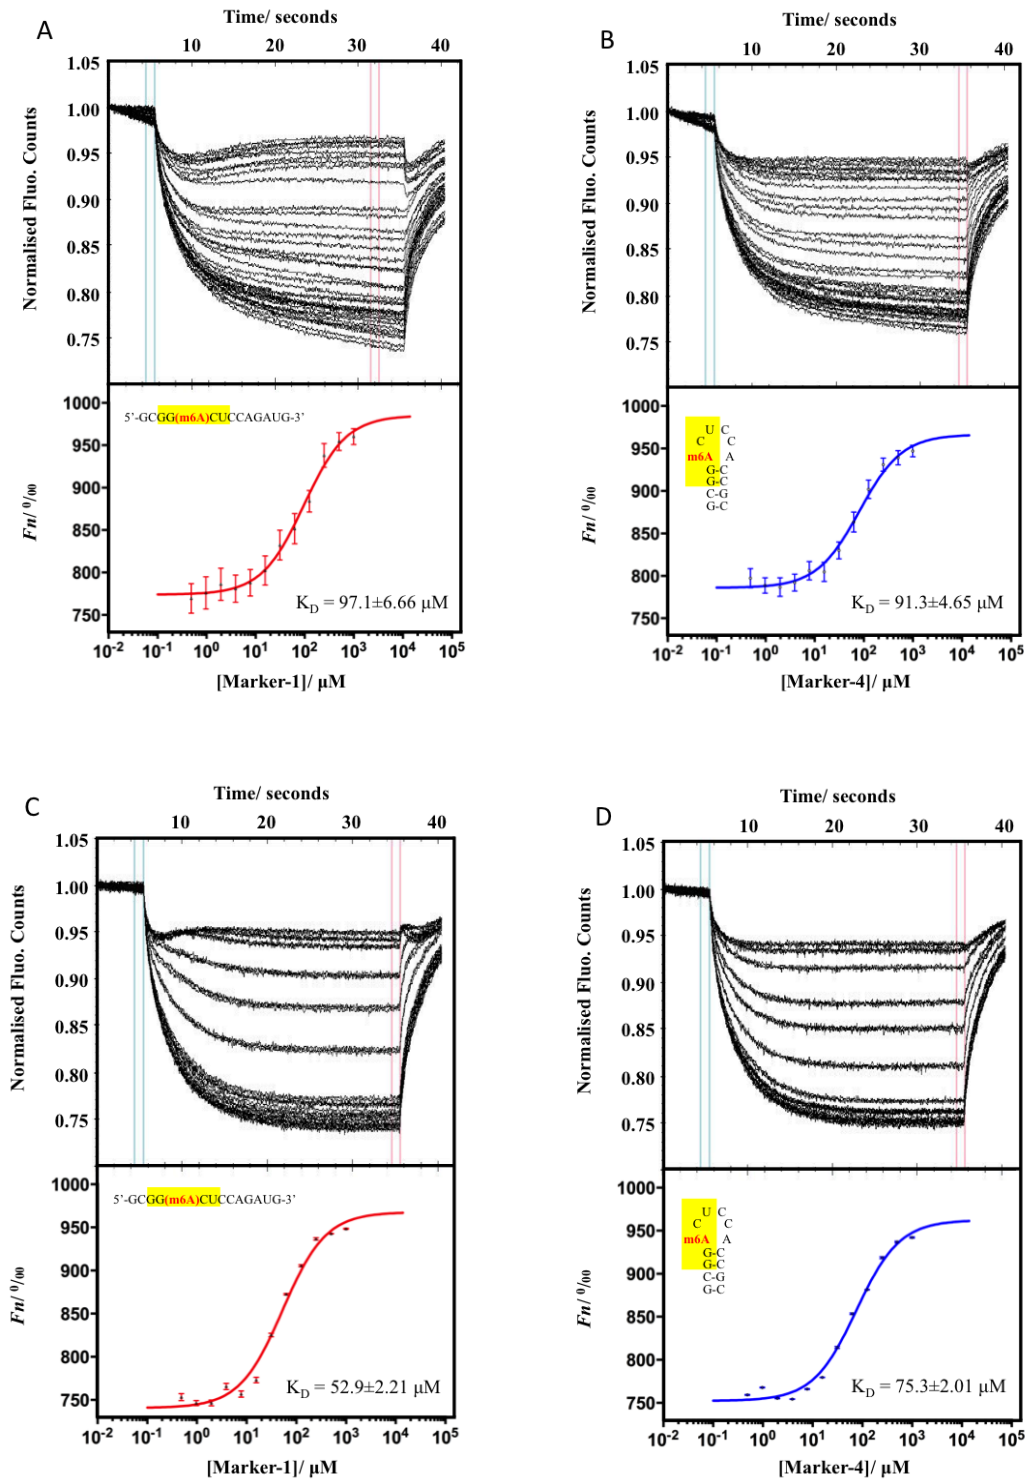 A
Time/ seconds
10 20 30 40
1.05
1.00
0.95
0.90
0.85
0.80
0.75
Normalised Fluo. Counts
1000
950
900
850
800
750
Fn/ ⁰/₀₀
5’-GCGG(m6A)CUCCAGAUG-3’
K_D = 97.1±6.66 μM
10⁻² 10⁻¹ 10⁰ 10¹ 10² 10³ 10⁴ 10⁵
[Marker-1]/ μM
B
Time/ seconds
10 20 30 40
1.05
1.00
0.95
0.90
0.85
0.80
0.75
Normalised Fluo. Counts
1000
950
900
850
800
750
Fn/ ⁰/₀₀
U C
C C
m6A A
G-C
G-C
C-G
G-C
K_D = 91.3±4.65 μM
10⁻² 10⁻¹ 10⁰ 10¹ 10² 10³ 10⁴ 10⁵
[Marker-4]/ μM
C
Time/ seconds
10 20 30 40
1.05
1.00
0.95
0.90
0.85
0.80
0.75
Normalised Fluo. Counts
1000
950
900
850
800
750
Fn/ ⁰/₀₀
5’-GCGG(m6A)CUCCAGAUG-3’
K_D = 52.9±2.21 μM
10⁻² 10⁻¹ 10⁰ 10¹ 10² 10³ 10⁴ 10⁵
[Marker-1]/ μM
D
Time/ seconds
10 20 30 40
1.05
1.00
0.95
0.90
0.85
0.80
0.75
Normalised Fluo. Counts
1000
950
900
850
800
750
Fn/ ⁰/₀₀
U C
C C
m6A A
G-C
G-C
C-G
G-C
K_D = 75.3±2.01 μM
10⁻² 10⁻¹ 10⁰ 10¹ 10² 10³ 10⁴ 10⁵
[Marker-4]/ μM